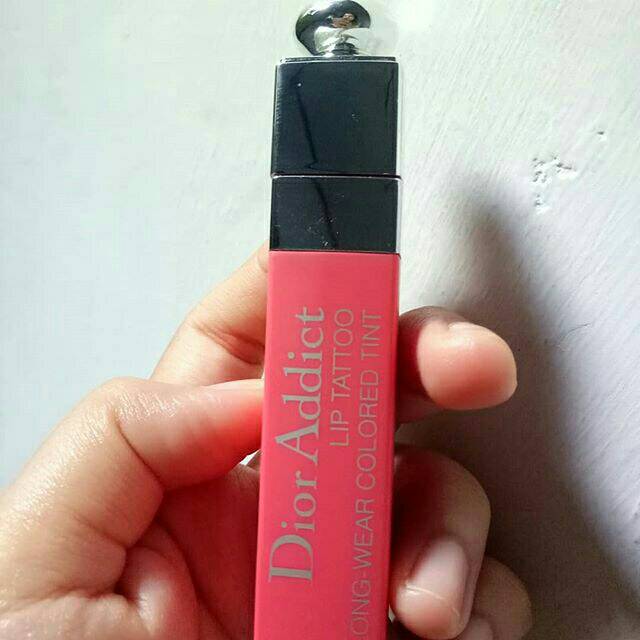 Dior Addict
LIP TATTOO
ONG-WEAR COLORED TINT